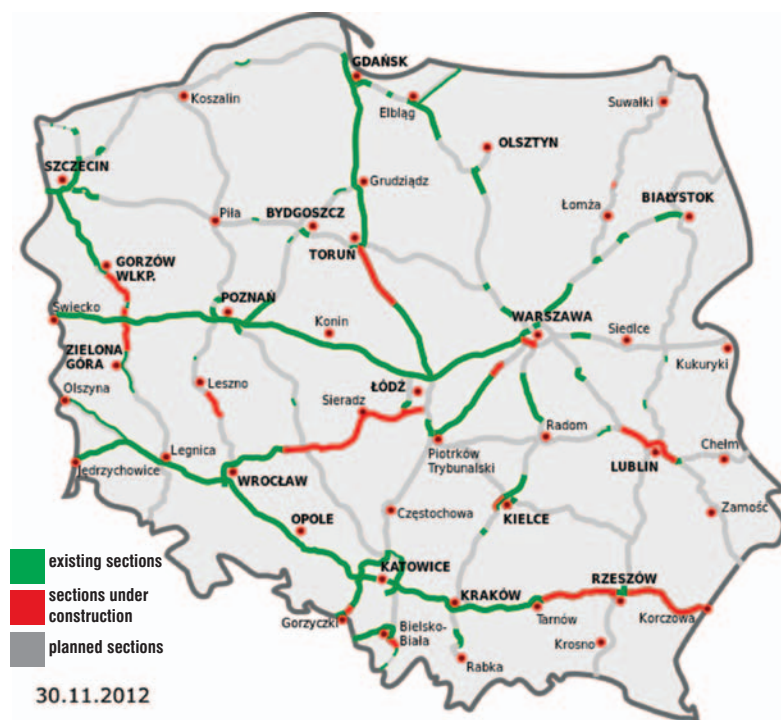 GDAŃSK
Koszalin
Elbląg
Suwałki
OLSZTYN
SZCZECIN
Grudziądz
Piła
BYDGOSZCZ
Łomża
BIAŁYSTOK
TORUŃ
GORZÓW
WLKP.
POZNAŃ
Świecko
Konin
WARSZAWA
Siedlce
Kukuryki
ZIELONA
GÓRA
Olszyna
Leszno
ŁÓDŹ
Sieradz
Radom
Piotrków
Trybunalski
Legnica
Jędrzychowice
WROCŁAW
LUBLIN
Chełm
Zamość
Częstochowa
KIELCE
OPOLE
KATOWICE
KRAKÓW
RZESZÓW
Tarnów
Korczowa
Gorzyczki
Bielsko-
Biała
Krosno
Rabka
existing sections
sections under
construction
planned sections
30.11.2012